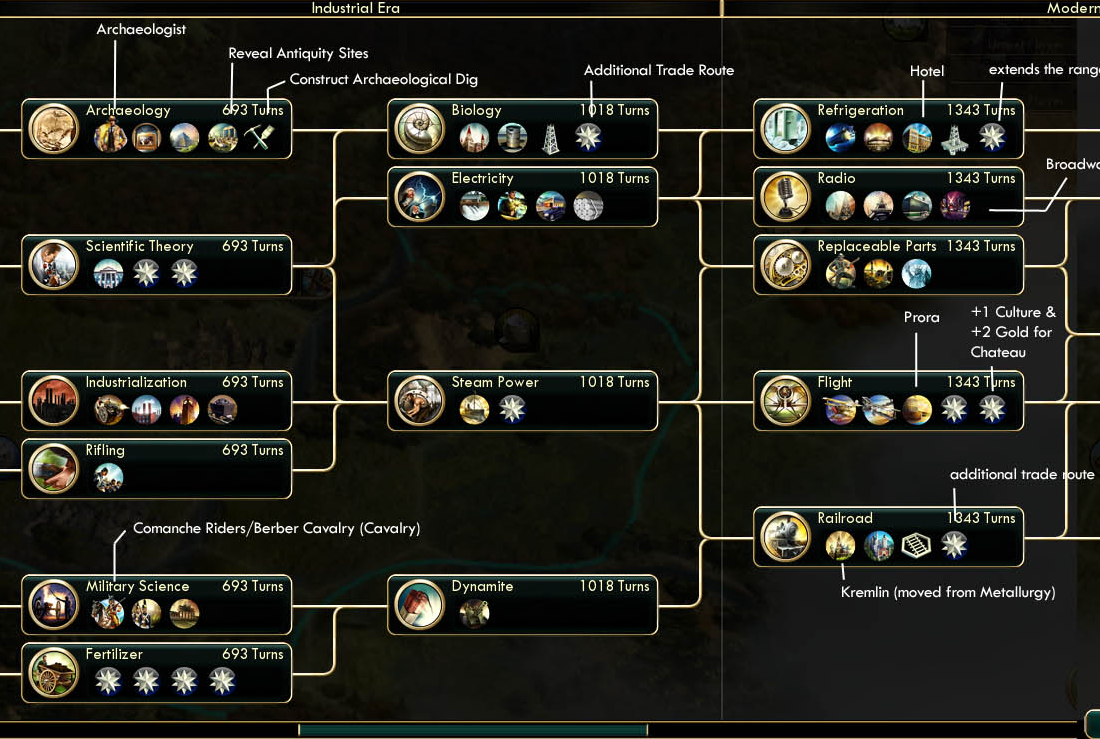 Industrial Era
Modern
Archaeologist
Reveal Antiquity Sites
Construct Archaeological Dig
Additional Trade Route
Hotel
extends the rang
Archaeology 693 Turns
Biology 1018 Turns
Refrigeration 1343 Turns
Electricity 1018 Turns
Radio 1343 Turns
Broadwa
Scientific Theory 693 Turns
Replaceable Parts 1343 Turns
Prora
+1 Culture &
+2 Gold for
Chateau
Industrialization 693 Turns
Steam Power 1018 Turns
Flight 1343 Turns
Rifling 693 Turns
additional trade route
Railroad 1343 Turns
Comanche Riders/Berber Cavalry (Cavalry)
Kremlin (moved from Metallurgy)
Military Science 693 Turns
Dynamite 1018 Turns
Fertilizer 693 Turns